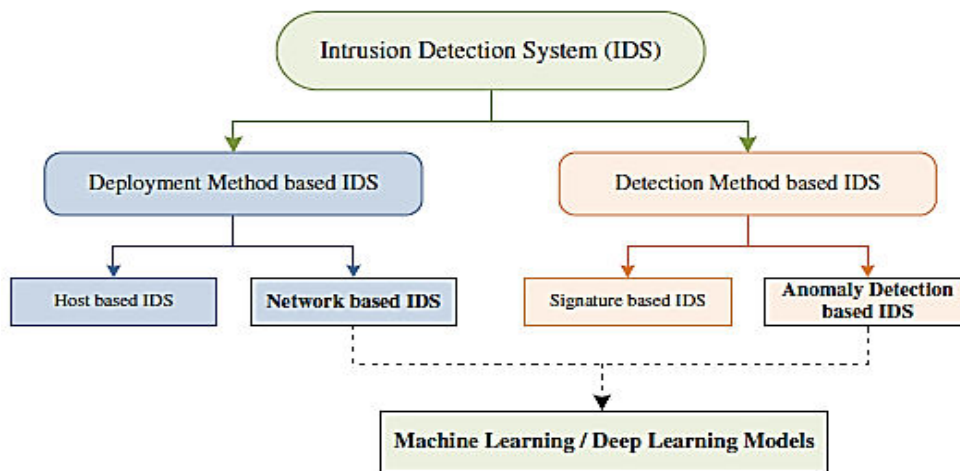 Intrusion Detection System (IDS)
Deployment Method based IDS
Detection Method based IDS
Host based IDS
Network based IDS
Signature based IDS
Anomaly Detection
based IDS
Machine Learning / Deep Learning Models